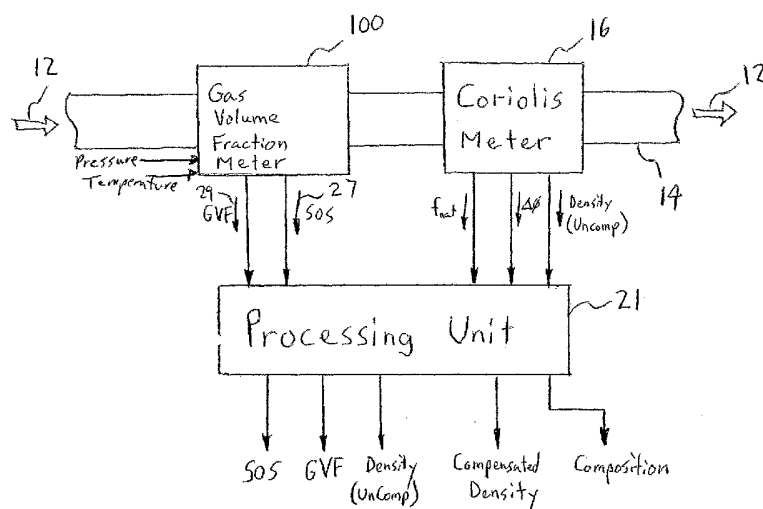 100
16
12
12
Gas
Volume
Fraction
Meter
Coriolis
Meter
Pressure
Temperature
14
29
GVF
27
SOS
fnat
Δϕ
Density
(Uncomp)
21
Processing Unit
SOS
GVF
Density
(UnComp)
Compensated
Density
Composition